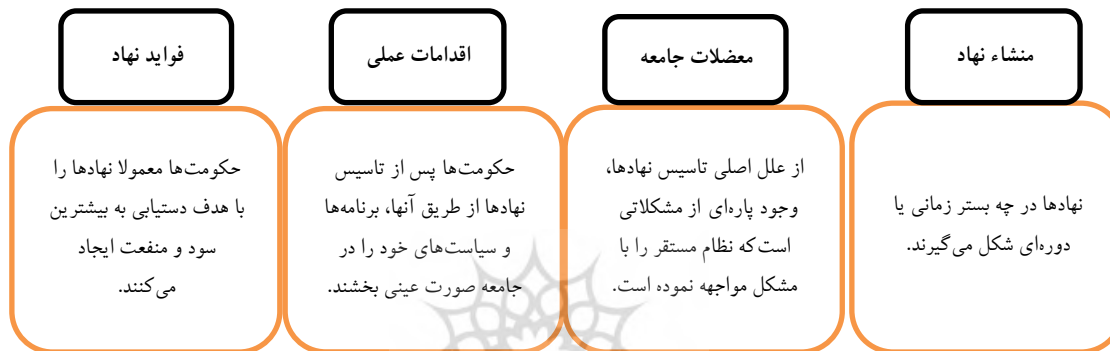 منشاء نهاد
نهادها در چه بستر زمانی یا
دوره‌ای شکل می‌گیرند.
معضلات جامعه
از علل اصلی تاسیس نهادها،
وجود پاره‌ای از مشکلاتی
است‌که نظام مستقر را با
مشکل مواجهه نموده است.
اقدامات عملی
حکومت‌ها پس از تاسیس
نهادها از طریق آنها، برنامه‌ها
و سیاست‌های خود را در
جامعه صورت عینی بخشند.
فواید نهاد
حکومت‌ها معمولا نهادها را
با هدف دستیابی به بیشترین
سود و منفعت ایجاد
می‌کنند.